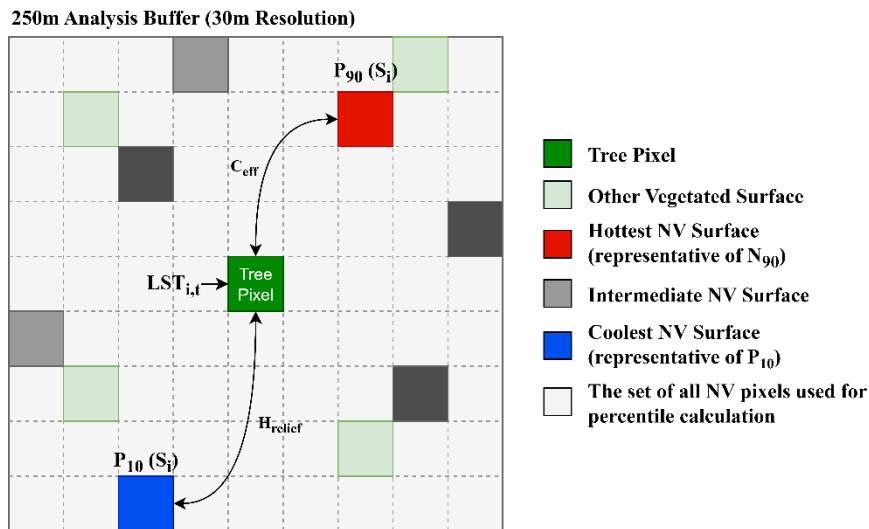 250m Analysis Buffer (30m Resolution)
P90 (Si)
Ceff
LSTi,t
Tree
Pixel
Hrelief
P10 (Si)
Tree Pixel
Other Vegetated Surface
Hottest NV Surface
(representative of N90)
Intermediate NV Surface
Coolest NV Surface
(representative of P10)
The set of all NV pixels used for
percentile calculation